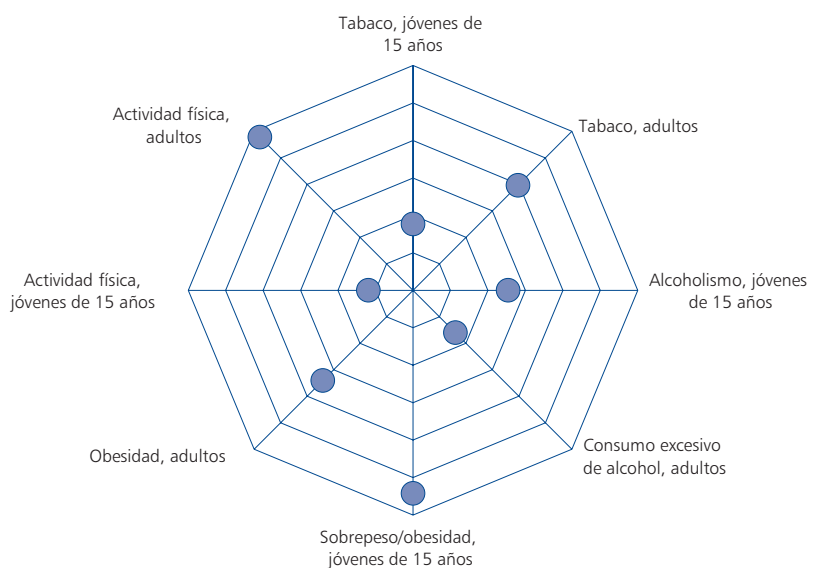 Tabaco, jóvenes de
15 años
Tabaco, adultos
Alcoholismo, jóvenes
de 15 años
Consumo excesivo
de alcohol, adultos
Sobrepeso/obesidad,
jóvenes de 15 años
Obesidad, adultos
Actividad física,
jóvenes de 15 años
Actividad física,
adultos